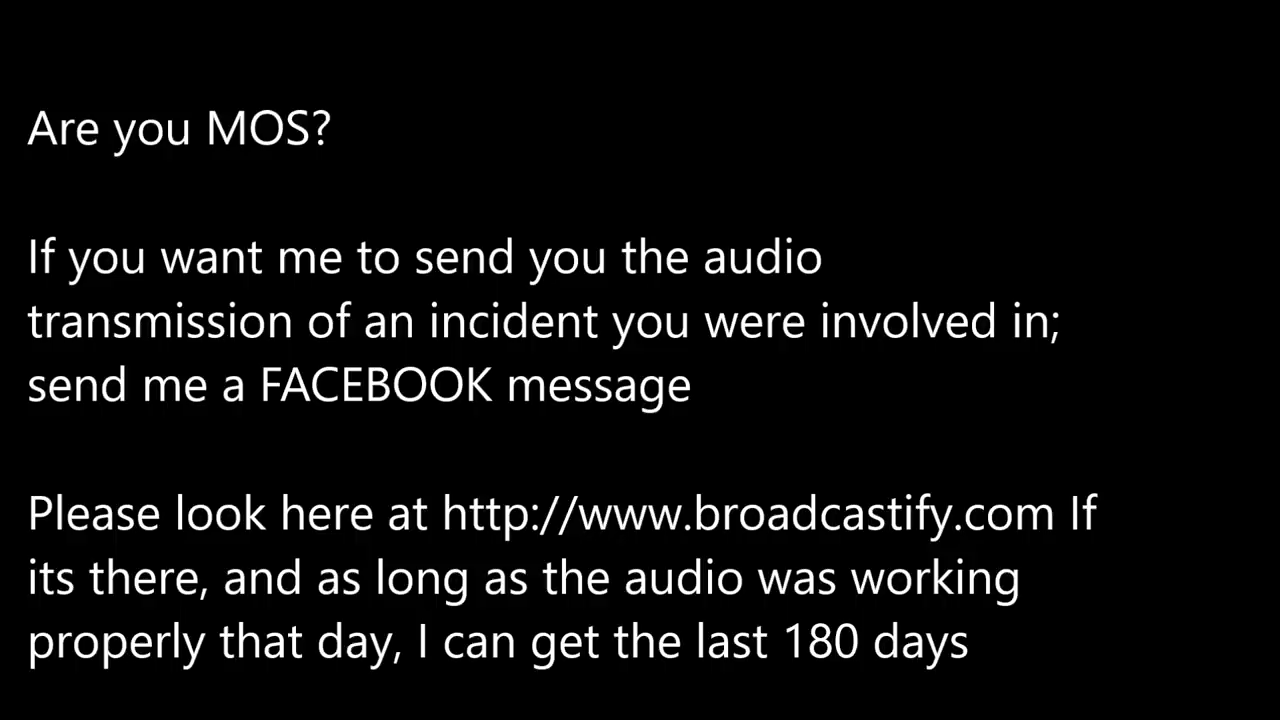 Are you MOS?
If you want me to send you the audio
transmission of an incident you were involved in;
send me a FACEBOOK message
Please look here at http://www.broadcastify.com If
its there, and as long as the audio was working
properly that day, I can get the last 180 days